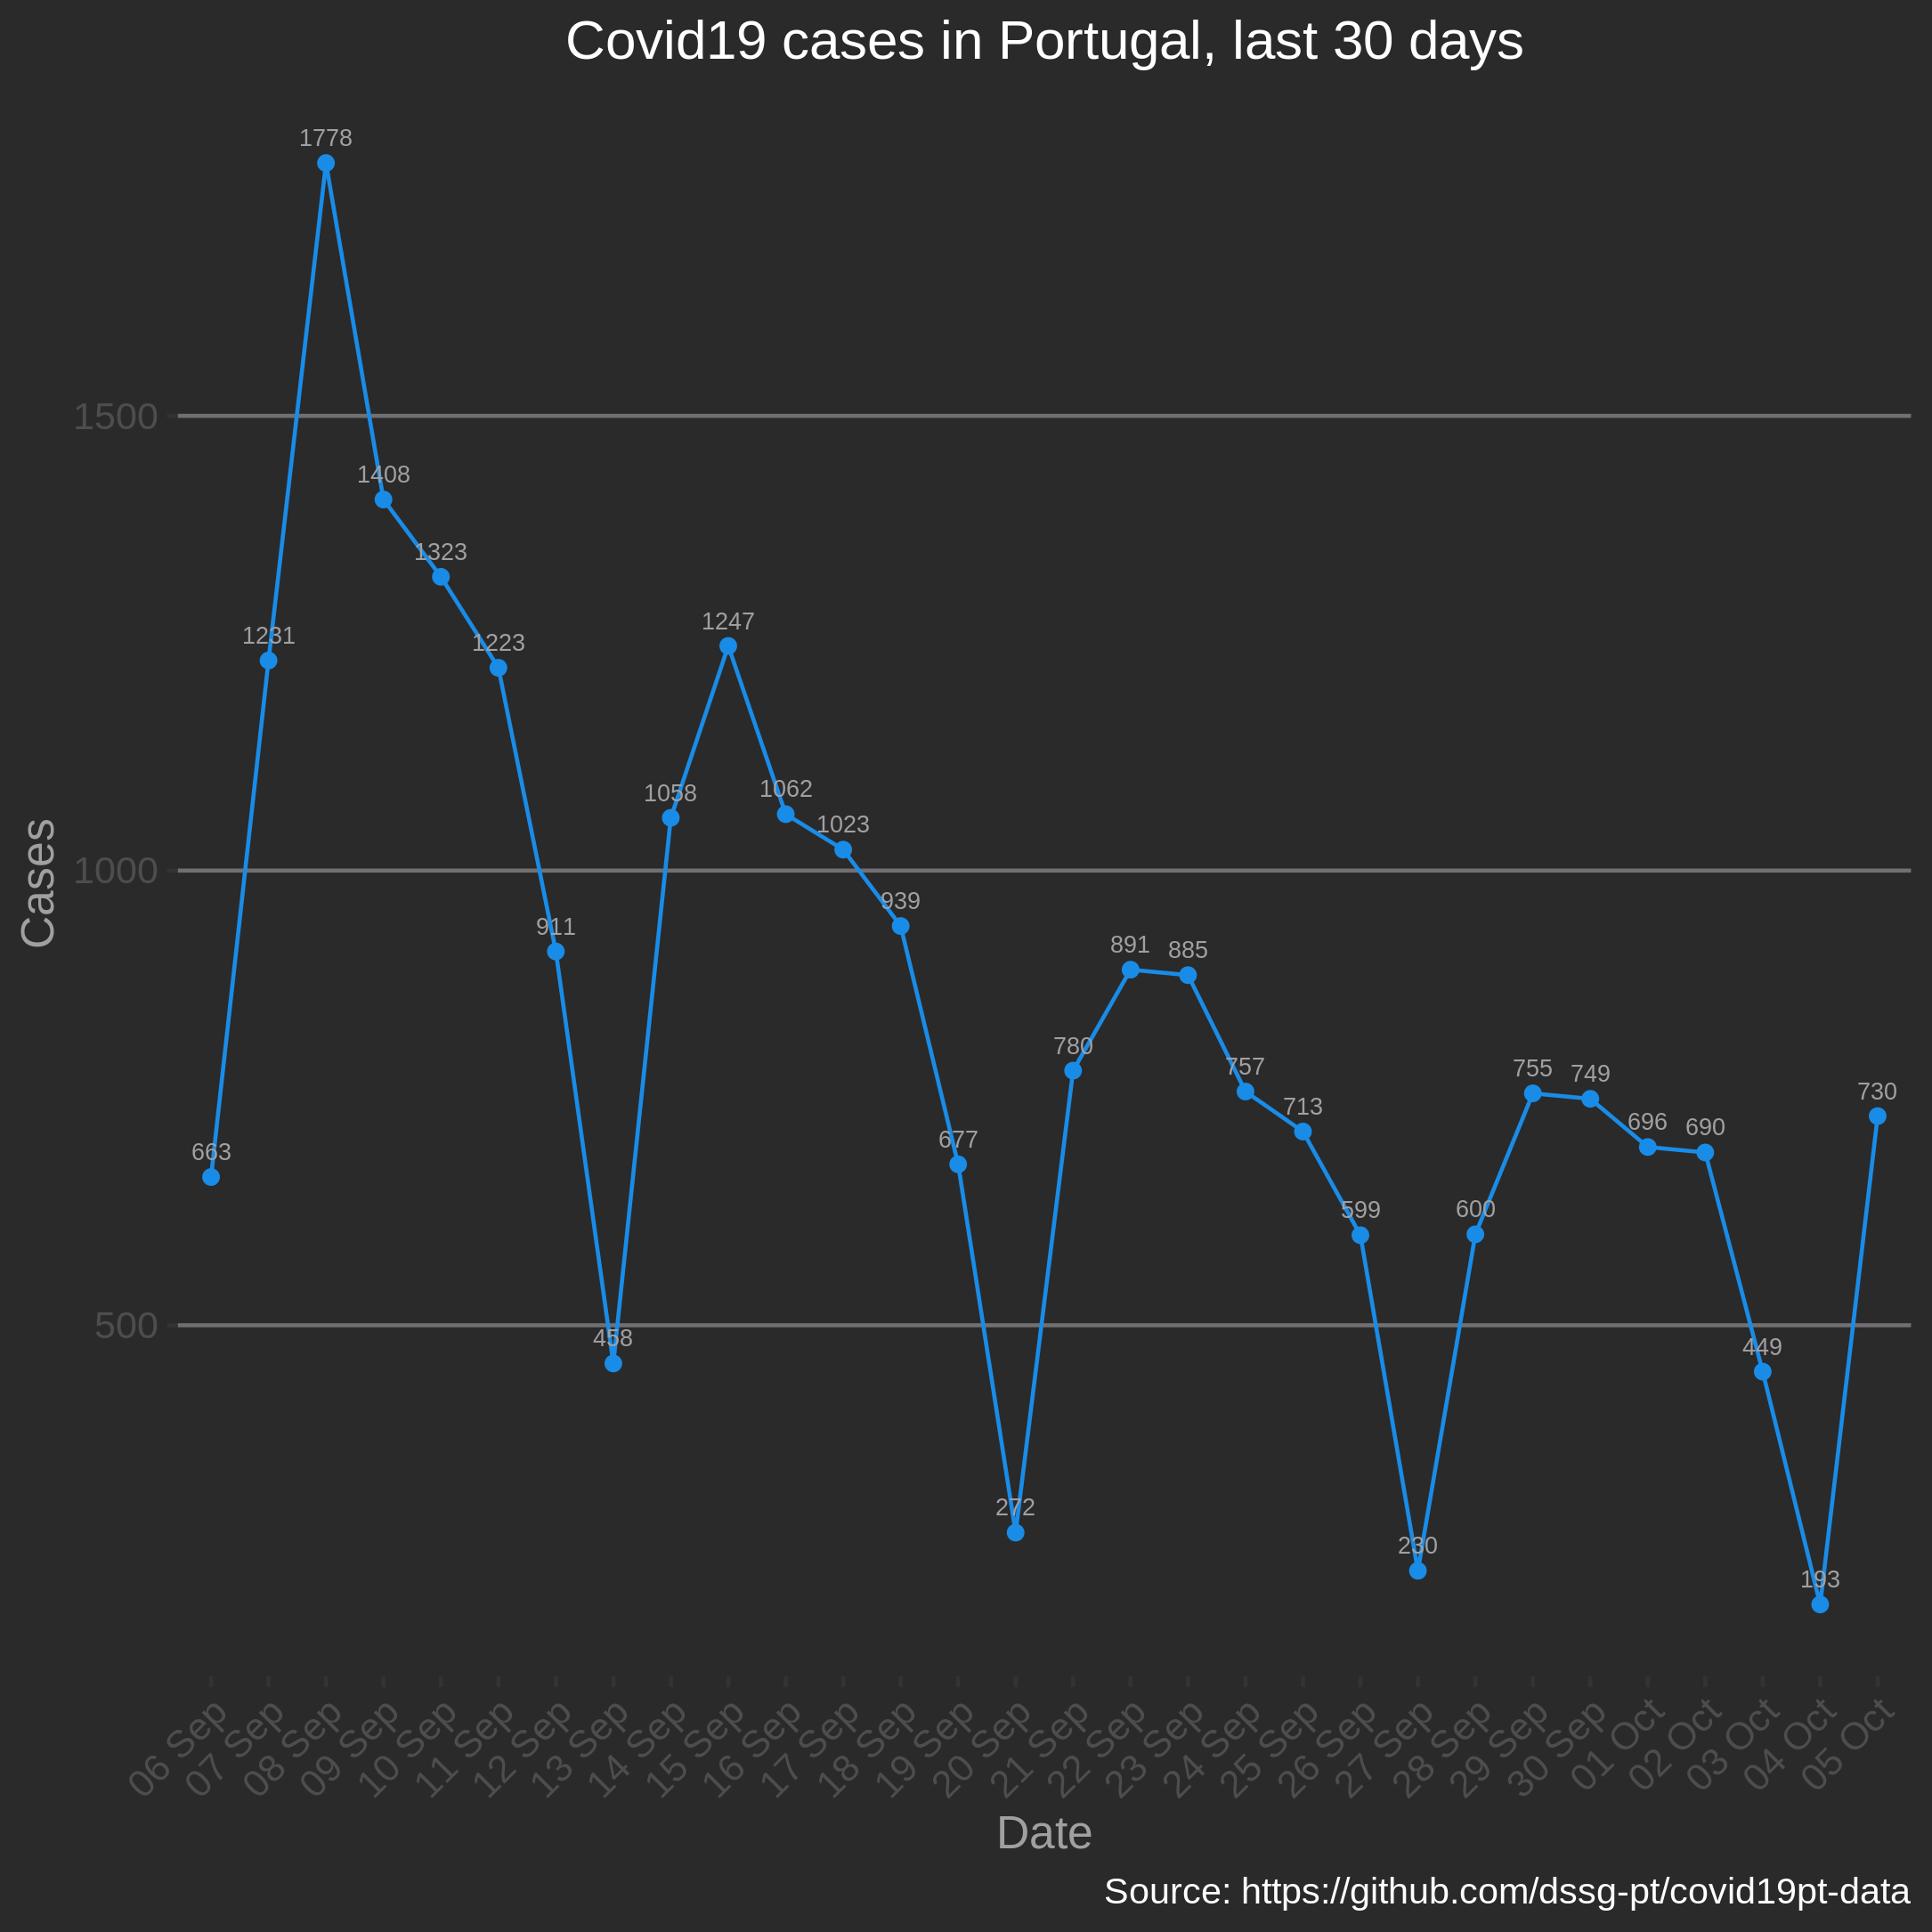 Covid19 cases in Portugal, last 30 days
1778
1500
1408
1323
1231
1247
1223
1058
1062
1023
1000
939
911
891
885
780
757
755
749
730
713
696
690
677
663
600
599
500
458
449
272
230
193
Cases
06 Sep
07 Sep
08 Sep
09 Sep
10 Sep
11 Sep
12 Sep
13 Sep
14 Sep
15 Sep
16 Sep
17 Sep
18 Sep
19 Sep
20 Sep
21 Sep
22 Sep
23 Sep
24 Sep
25 Sep
26 Sep
27 Sep
28 Sep
29 Sep
30 Sep
01 Oct
02 Oct
03 Oct
04 Oct
05 Oct
Date
Source: https://github.com/dssg-pt/covid19pt-data